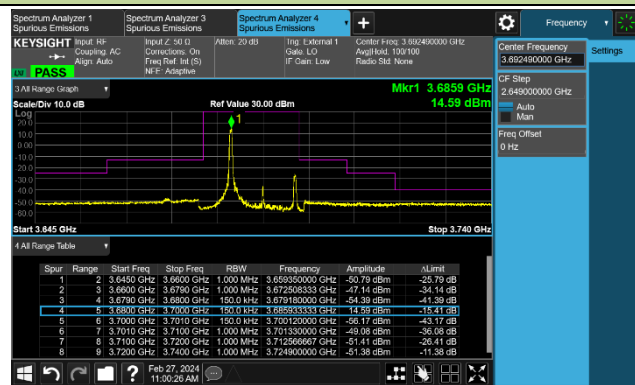 Spectrum Analyzer 1
Spurious Emissions
Spectrum Analyzer 3
Spurious Emissions
Spectrum Analyzer 4
Spurious Emissions
Frequency
KEYSIGHT
Input: RF
Coupling: AC
Align: Auto
Input Z: 50 Ω
Corrections: On
Freq Ref: Int (S)
NFE: Adaptive
Atten: 20 dB
Trig: External 1
Gate: LO
IF Gain: Low
Center Freq: 3.692490000 GHz
Avg|Hold: 100/100
Radio Std: None
PASS
Center Frequency
3.692490000 GHz
Settings
CF Step
2.649000000 MHz
Auto
Man
Freq Offset
0 Hz
3 All Range Graph
Mkr1 3.6859 GHz
Scale/Div 10.0 dB
Ref Value 30.00 dBm
14.59 dBm
Log
20.0
10.0
0.00
-10.0
-20.0
-30.0
-40.0
-50.0
-60.0
1
Start 3.645 GHz
Stop 3.740 GHz
4 All Range Table
Spur Range Start Freq Stop Freq RBW Frequency Amplitude ΔLimit
1 2 3.6450 GHz 3.6600 GHz 1.000 MHz 3.659350000 GHz -50.79 dBm -25.79 dB
2 3 3.6600 GHz 3.6790 GHz 1.000 MHz 3.672508333 GHz -47.14 dBm -34.14 dB
3 4 3.6790 GHz 3.6800 GHz 150.0 kHz 3.679180000 GHz -54.39 dBm -41.39 dB
4 5 3.6800 GHz 3.7000 GHz 150.0 kHz 3.685933333 GHz 14.59 dBm -15.41 dB
5 6 3.7000 GHz 3.7010 GHz 150.0 kHz 3.700120000 GHz -56.17 dBm -43.17 dB
6 7 3.7010 GHz 3.7100 GHz 1.000 MHz 3.701330000 GHz -49.08 dBm -36.08 dB
7 8 3.7100 GHz 3.7200 GHz 1.000 MHz 3.712566667 GHz -51.41 dBm -26.41 dB
8 9 3.7200 GHz 3.7400 GHz 1.000 MHz 3.724900000 GHz -51.38 dBm -11.38 dB
Feb 27, 2024
11:00:26 AM